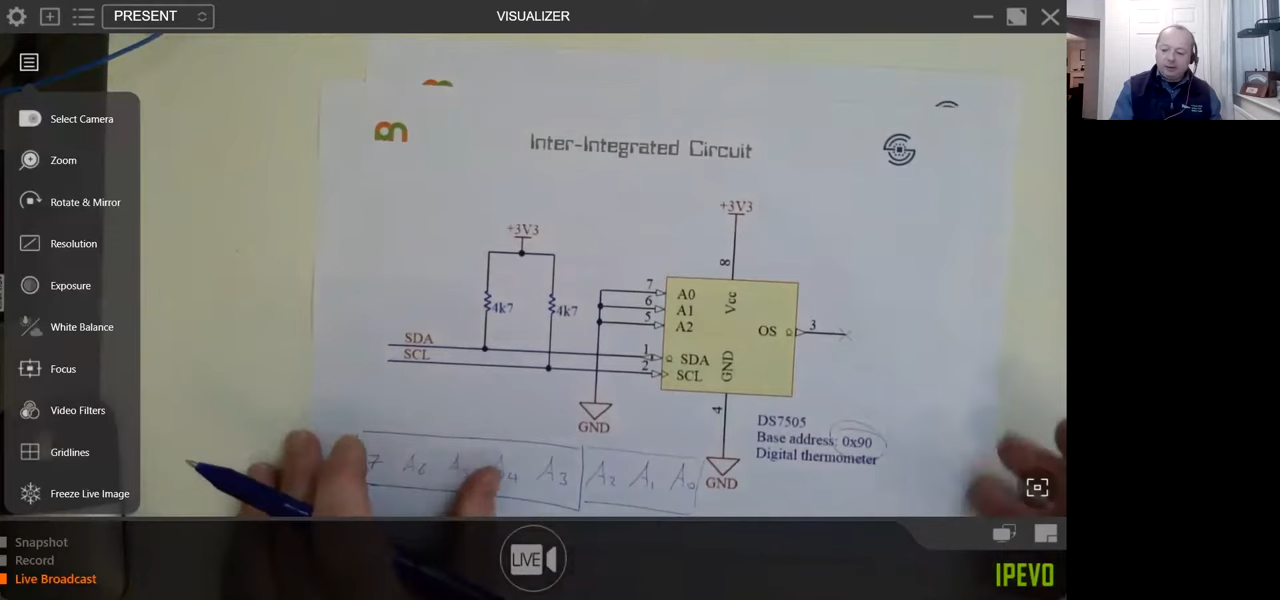 PRESENT
VISUALIZER
Select Camera
Zoom
Rotate & Mirror
Resolution
Exposure
White Balance
Focus
Video Filters
Gridlines
Freeze Live Image
Snapshot
Record
Live Broadcast
LIVE
IPEVO
Inter-Integrated Circuit
+3V3
+3V3
8
4k7
4k7
7
6
5
A0
A1
A2
Vcc
OS
3
SDA
SCL
1
2
SDA
SCL
GND
4
GND
GND
DS7505
Base address: 0x90
Digital thermometer
7 A6 A4 A3 A2 A1 A0